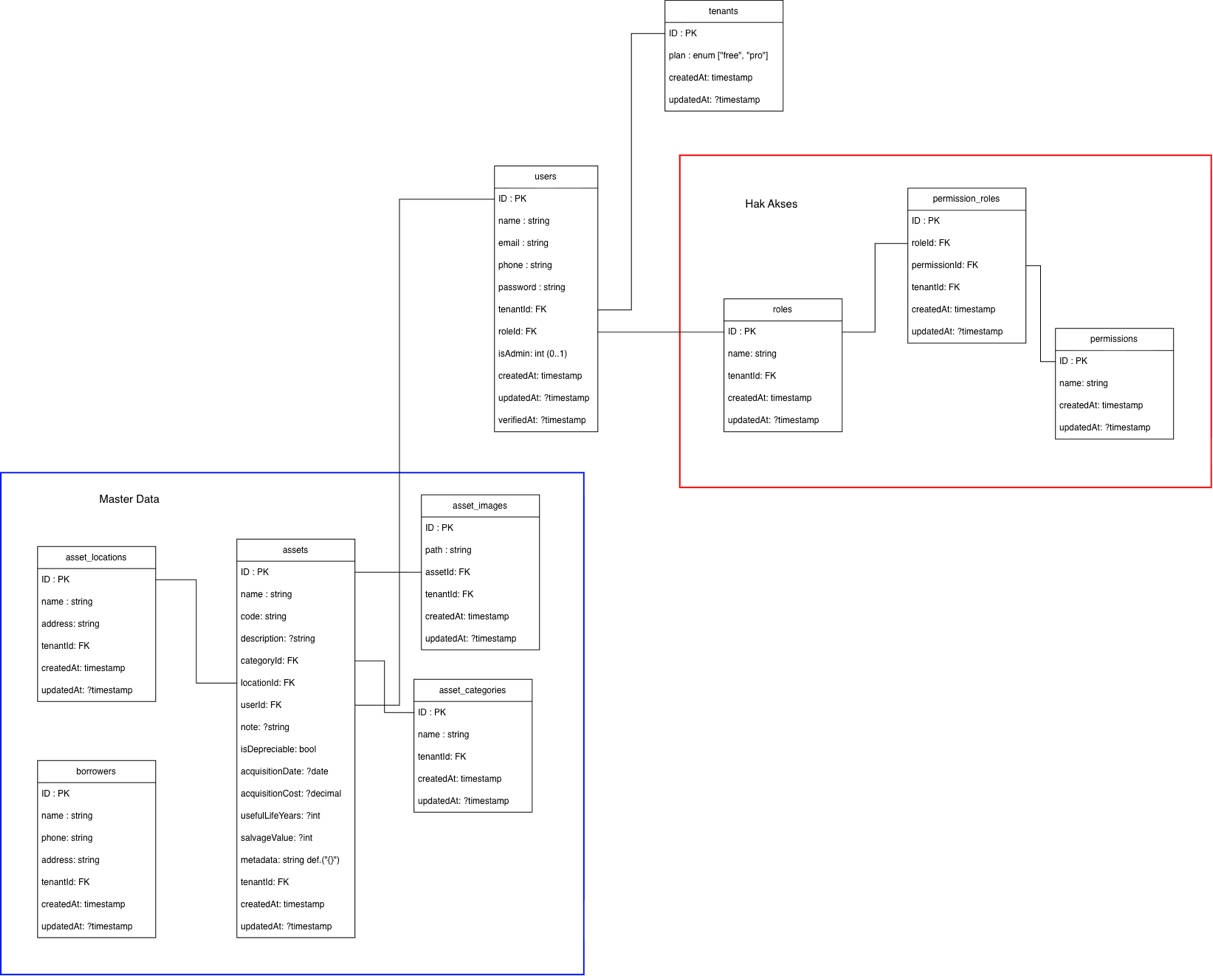 tenants
ID : PK
plan : enum ["free", "pro"]
createdAt: timestamp
updatedAt: ?timestamp
users
ID : PK
name : string
email : string
phone : string
password : string
tenantId: FK
roleId: FK
isAdmin: int (0..1)
createdAt: timestamp
updatedAt: ?timestamp
verifiedAt: ?timestamp
Hak Akses
permission_roles
ID : PK
roleId: FK
permissionId: FK
tenantId: FK
createdAt: timestamp
updatedAt: ?timestamp
roles
ID : PK
name: string
tenantId: FK
createdAt: timestamp
updatedAt: ?timestamp
permissions
ID : PK
name: string
createdAt: timestamp
updatedAt: ?timestamp
Master Data
asset_locations
ID : PK
name : string
address: string
tenantId: FK
createdAt: timestamp
updatedAt: ?timestamp
borrowers
ID : PK
name : string
phone: string
address: string
tenantId: FK
createdAt: timestamp
updatedAt: ?timestamp
assets
ID : PK
name : string
code: string
description: ?string
categoryId: FK
locationId: FK
userId: FK
note: ?string
isDepreciable: bool
acquisitionDate: ?date
acquisitionCost: ?decimal
usefulLifeYears: ?int
salvageValue: ?int
metadata: string def.("{}")
tenantId: FK
createdAt: timestamp
updatedAt: ?timestamp
asset_images
ID : PK
path : string
assetId: FK
tenantId: FK
createdAt: timestamp
updatedAt: ?timestamp
asset_categories
ID : PK
name : string
tenantId: FK
createdAt: timestamp
updatedAt: ?timestamp